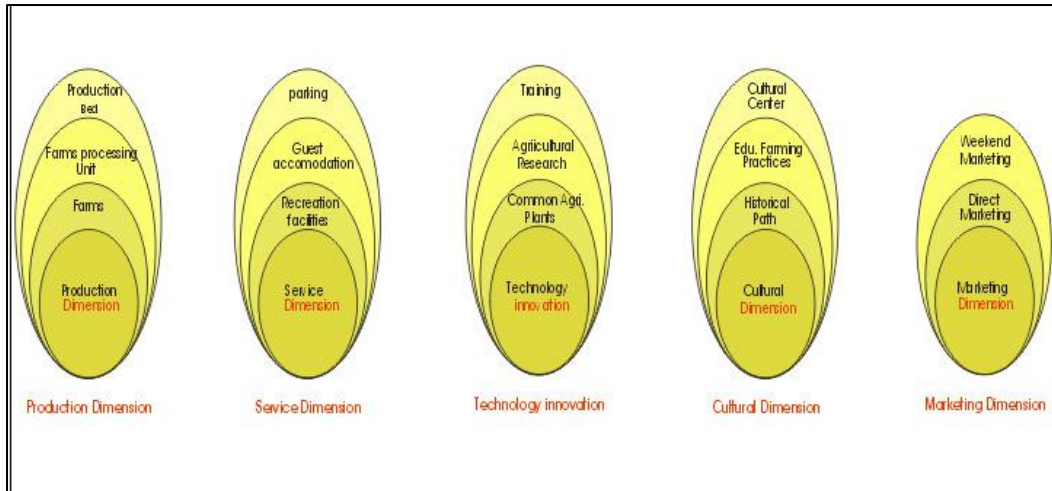 Production
Bed
Farms processing
Unit
Farms
Production
Dimension
Production Dimension
parking
Guest
accomodation
Recreation
facilities
Service
Dimension
Service Dimension
Training
Agriicultural
Research
Common Agri.
Plants
Technology
innovation
Technology innovation
Cultural
Center
Edu. Farming
Practices
Historical
Path
Cultural
Dimension
Cultural Dimension
Weekend
Marketing
Direct
Marketing
Marketing
Dimension
Marketing Dimension